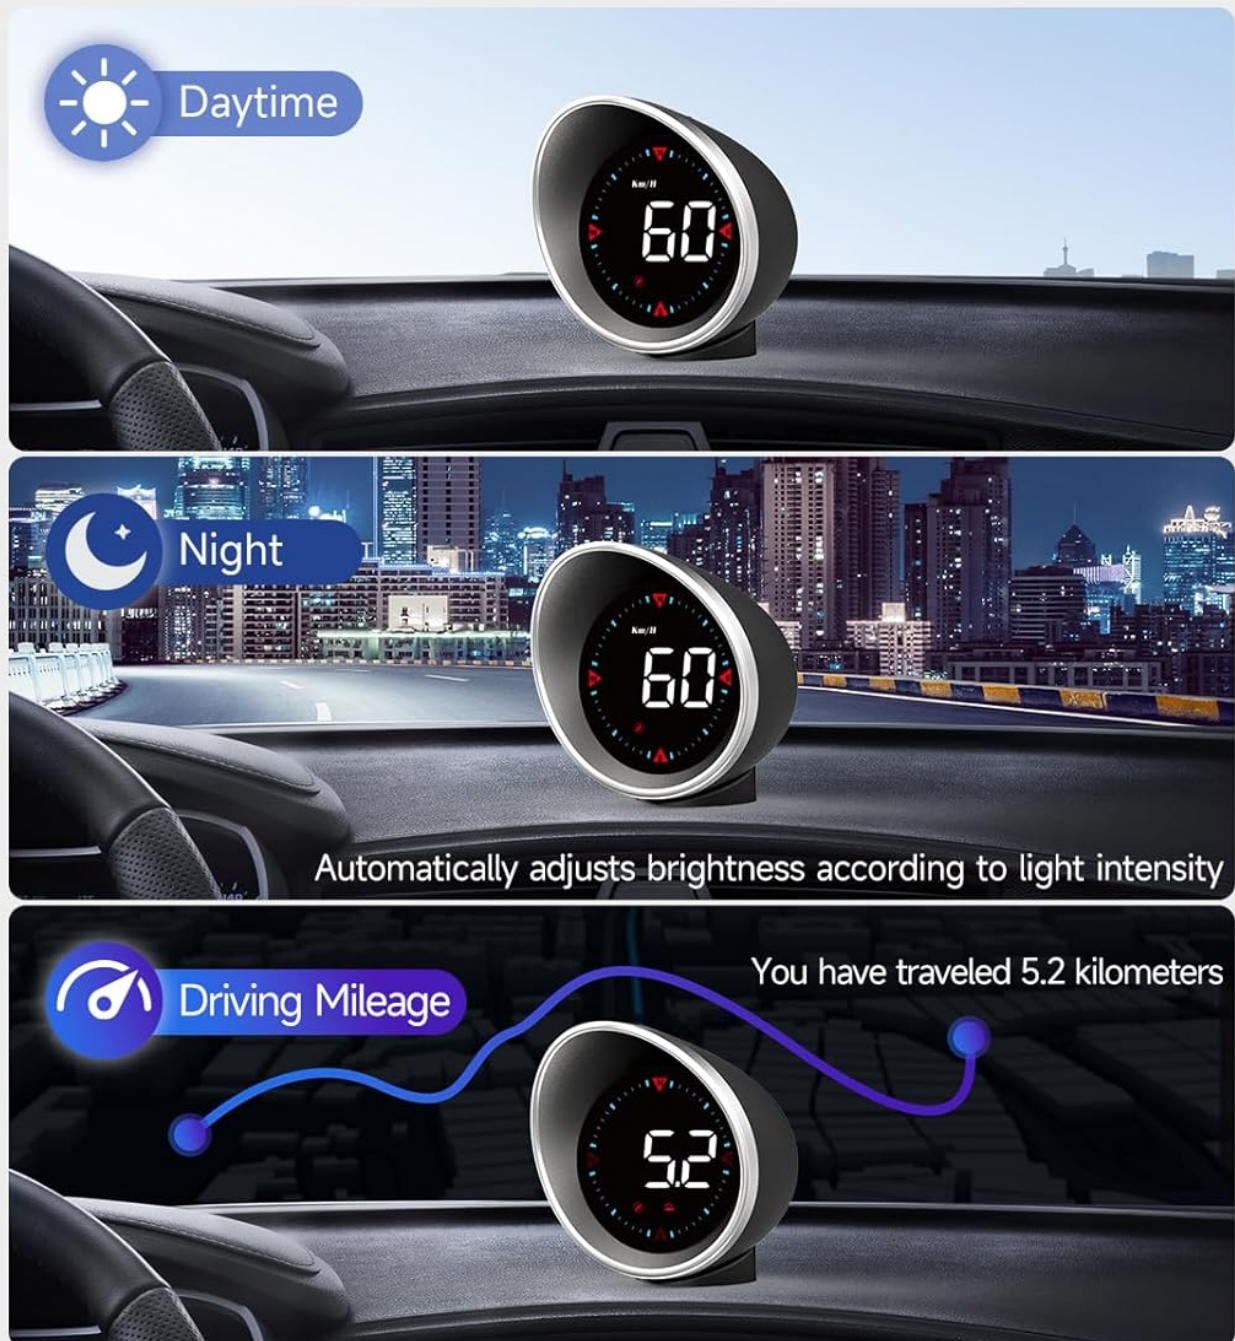 Daytime
Km/H
60
Night
Km/H
60
Automatically adjusts brightness according to light intensity
You have traveled 5.2 kilometers
Driving Mileage
5.2